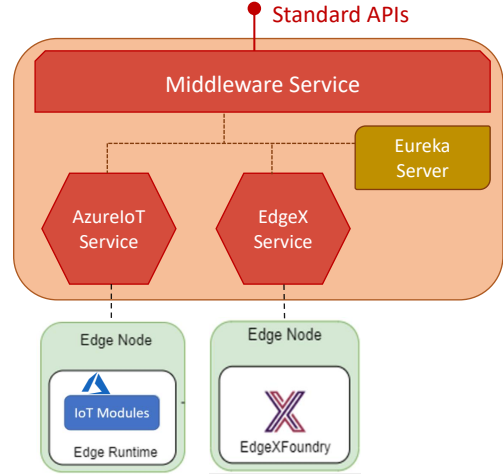 Standard APIs
Middleware Service
Eureka
Server
AzureIoT
Service
EdgeX
Service
Edge Node
IoT Modules
Edge Runtime
Edge Node
EdgeXFoundry